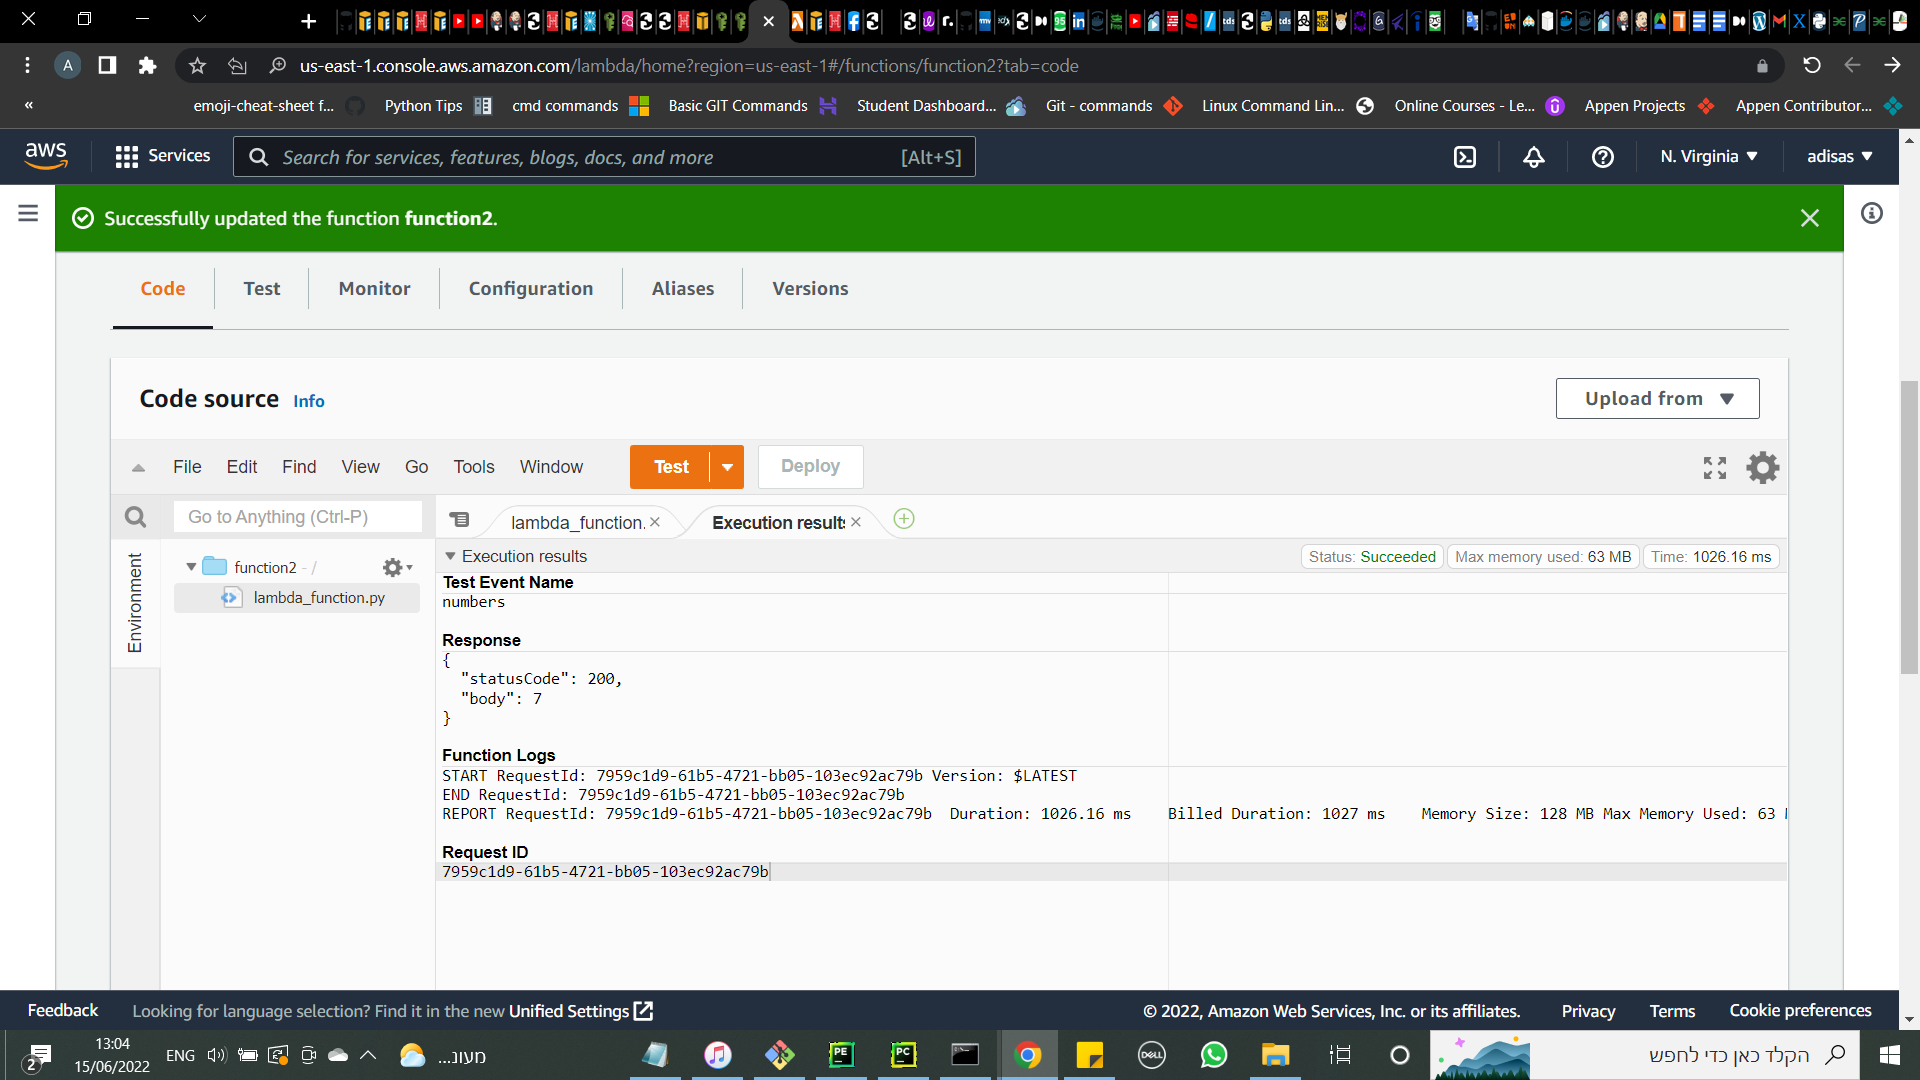 us-east-1.console.aws.amazon.com/lambda/home?region=us-east-1#/functions/function2?tab=code
A
«
emoji-cheat-sheet f...
Python Tips
cmd commands
Basic GIT Commands
Student Dashboard...
Git - commands
Linux Command Lin...
Online Courses - Le...
Appen Projects
Appen Contributor...
aws
Services
Search for services, features, blogs, docs, and more
[Alt+S]
N. Virginia
adisas
Successfully updated the function function2.
Code
Test
Monitor
Configuration
Aliases
Versions
Code source Info
Upload from
File
Edit
Find
View
Go
Tools
Window
Test
Deploy
Go to Anything (Ctrl-P)
lambda_function.
Execution results
Environment
function2 - /
lambda_function.py
Execution results
Status: Succeeded
Max memory used: 63 MB
Time: 1026.16 ms
Test Event Name
numbers
Response
{
"statusCode": 200,
"body": 7
}
Function Logs
START RequestId: 7959c1d9-61b5-4721-bb05-103ec92ac79b Version: $LATEST
END RequestId: 7959c1d9-61b5-4721-bb05-103ec92ac79b
REPORT RequestId: 7959c1d9-61b5-4721-bb05-103ec92ac79b Duration: 1026.16 ms Billed Duration: 1027 ms Memory Size: 128 MB Max Memory Used: 63
Request ID
7959c1d9-61b5-4721-bb05-103ec92ac79b
Feedback
Looking for language selection? Find it in the new Unified Settings
© 2022, Amazon Web Services, Inc. or its affiliates.
Privacy
Terms
Cookie preferences
2
13:04
15/06/2022
ENG
מעונ...
PE
PC
DELL
הקלד כאן כדי לחפש